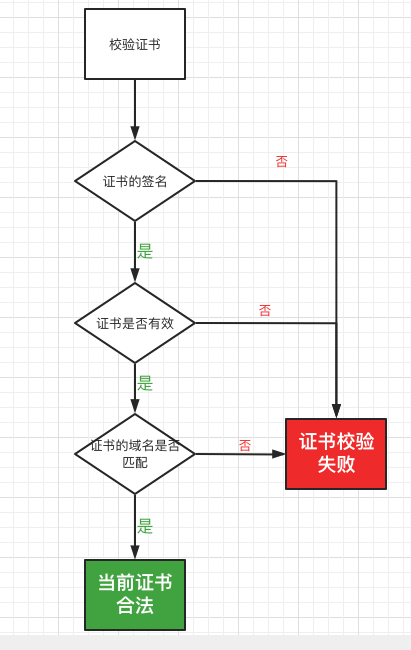 校验证书
证书的签名
否
是
证书是否有效
否
是
证书的域名是否
匹配
否
证书校验
失败
是
当前证书
合法